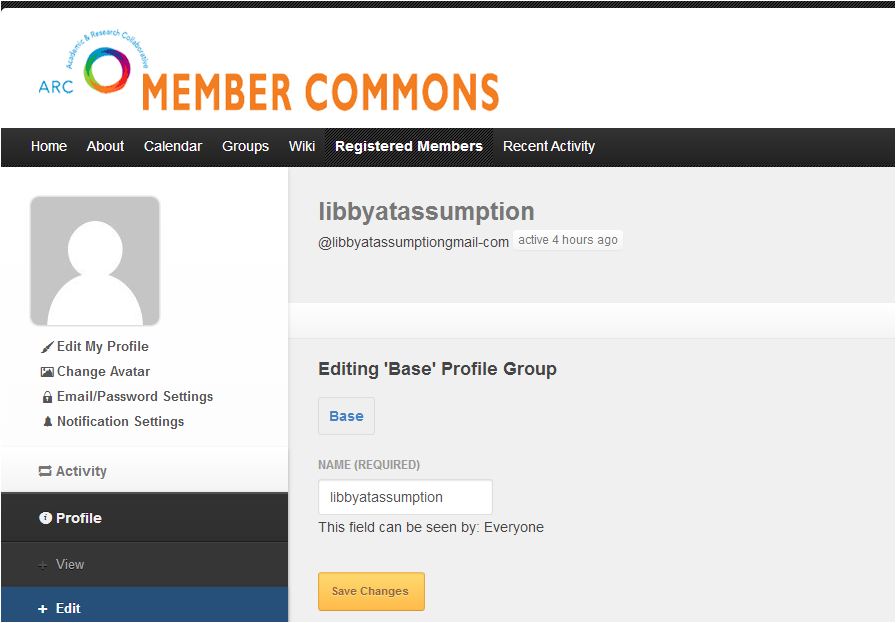 Academic & Research Collaborative
ARC
MEMBER COMMONS
Home About Calendar Groups Wiki Registered Members Recent Activity
libbyatassumption
@libbyatassumptiongmail-com active 4 hours ago
Edit My Profile
Change Avatar
Email/Password Settings
Notification Settings
Activity
Profile
+ View
+ Edit
Editing 'Base' Profile Group
Base
NAME (REQUIRED)
libbyatassumption
This field can be seen by: Everyone
Save Changes